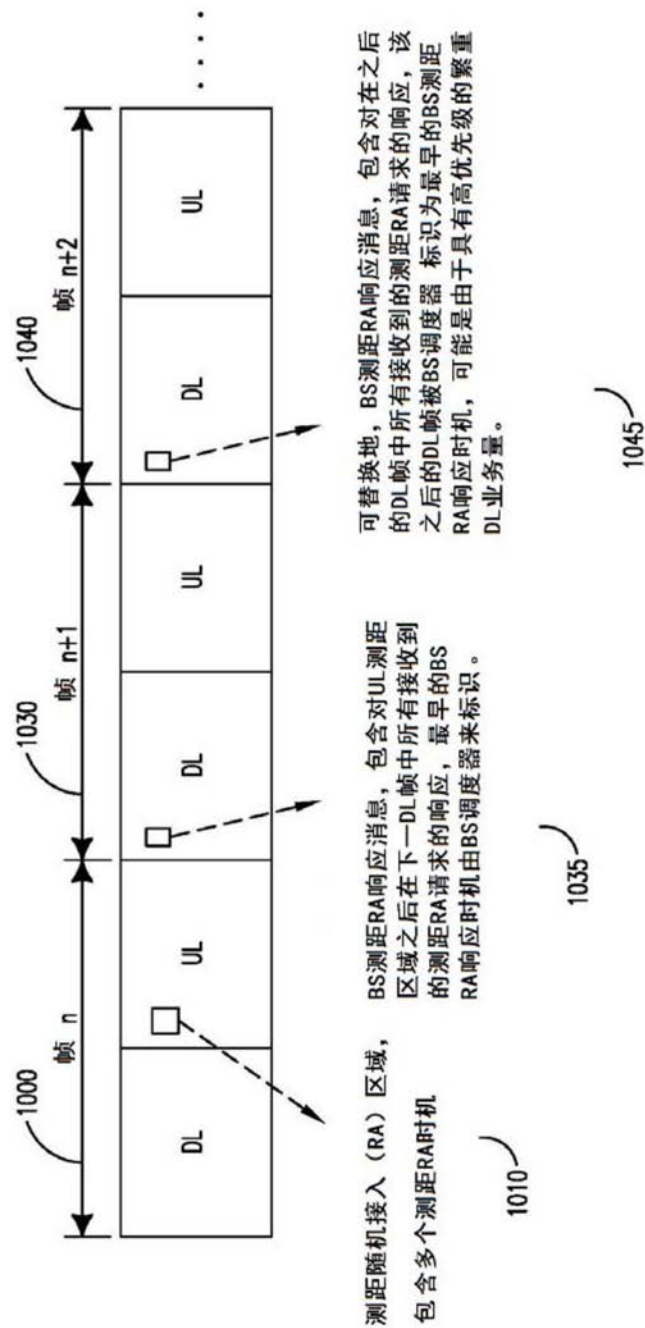 1000
1030
1040
帧 n
帧 n+1
帧 n+2
DL
UL
DL
UL
DL
UL
测距随机接入（RA）区域，
包含多个测距RA时机
1010
BS测距RA响应消息，包含对UL测距
区域之后在下一DL帧中所有接收到
的测距RA请求的响应，最早的BS
RA响应时机由BS调度器来标识。
1035
可替换地，BS测距RA响应消息，包含对在之后
的DL帧中所有接收到的测距RA请求的响应，该
之后的DL帧被BS调度器 标识为最早的BS测距
RA响应时机，可能是由于具有高优先级的繁重
DL业务量。
1045